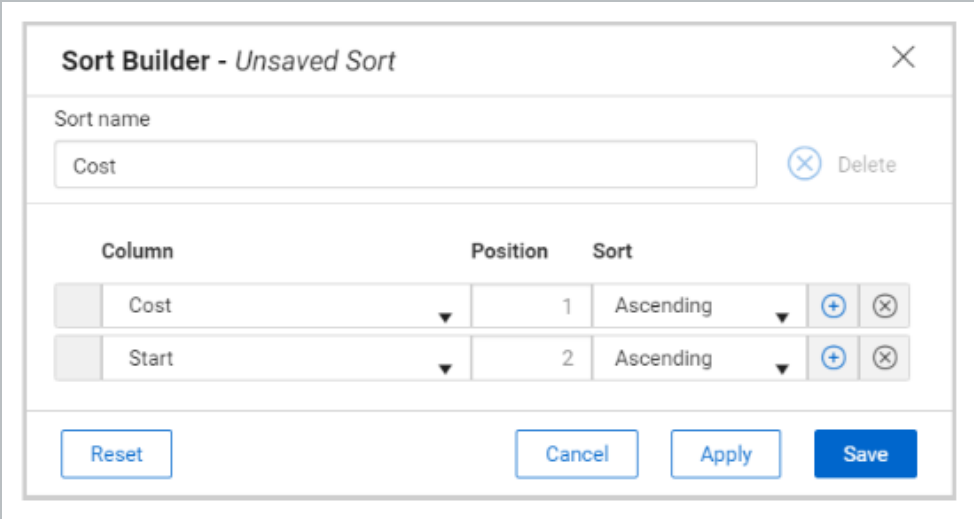 Sort Builder - Unsaved Sort
Sort name
Cost
Delete
Column Position Sort
Cost 1 Ascending
Start 2 Ascending
Reset Cancel Apply Save